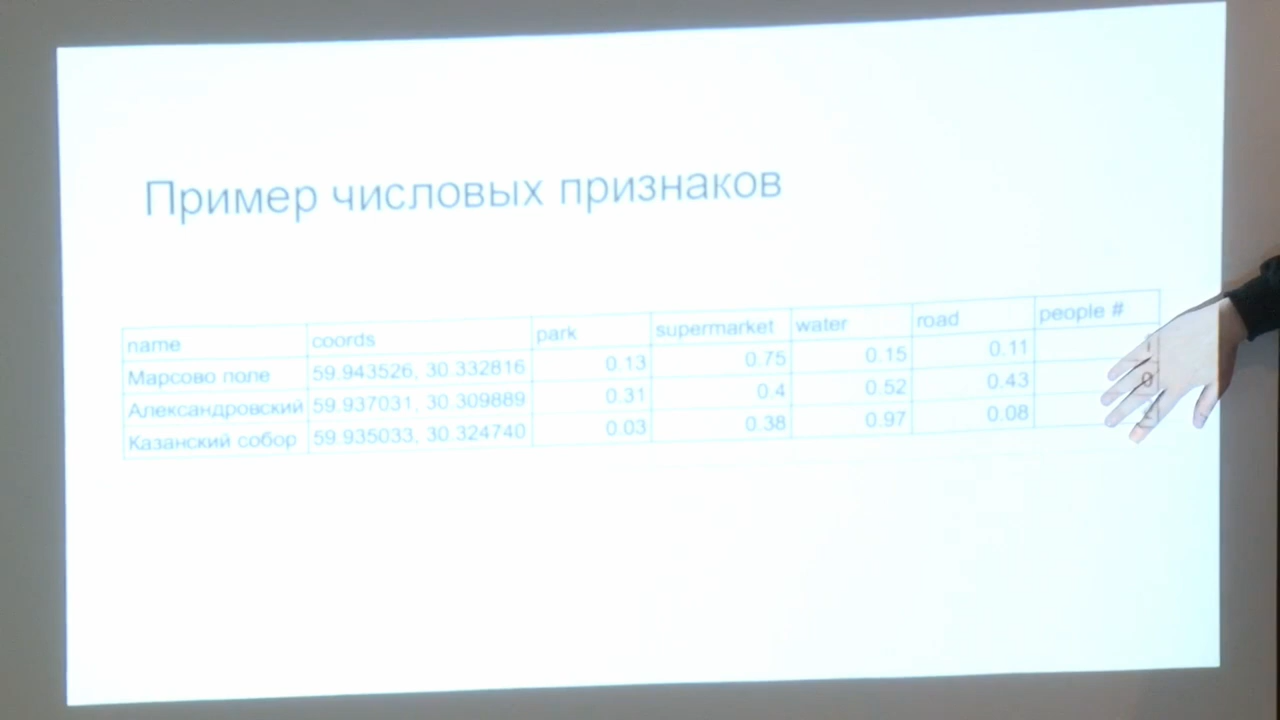 Пример числовых признаков
name coords park supermarket water road people #
Марсово поле 59.943526, 30.332816 0.13 0.75 0.15 0.11
Александровский 59.937031, 30.309889 0.31 0.4 0.52 0.43
Казанский собор 59.935033, 30.324740 0.03 0.38 0.97 0.08